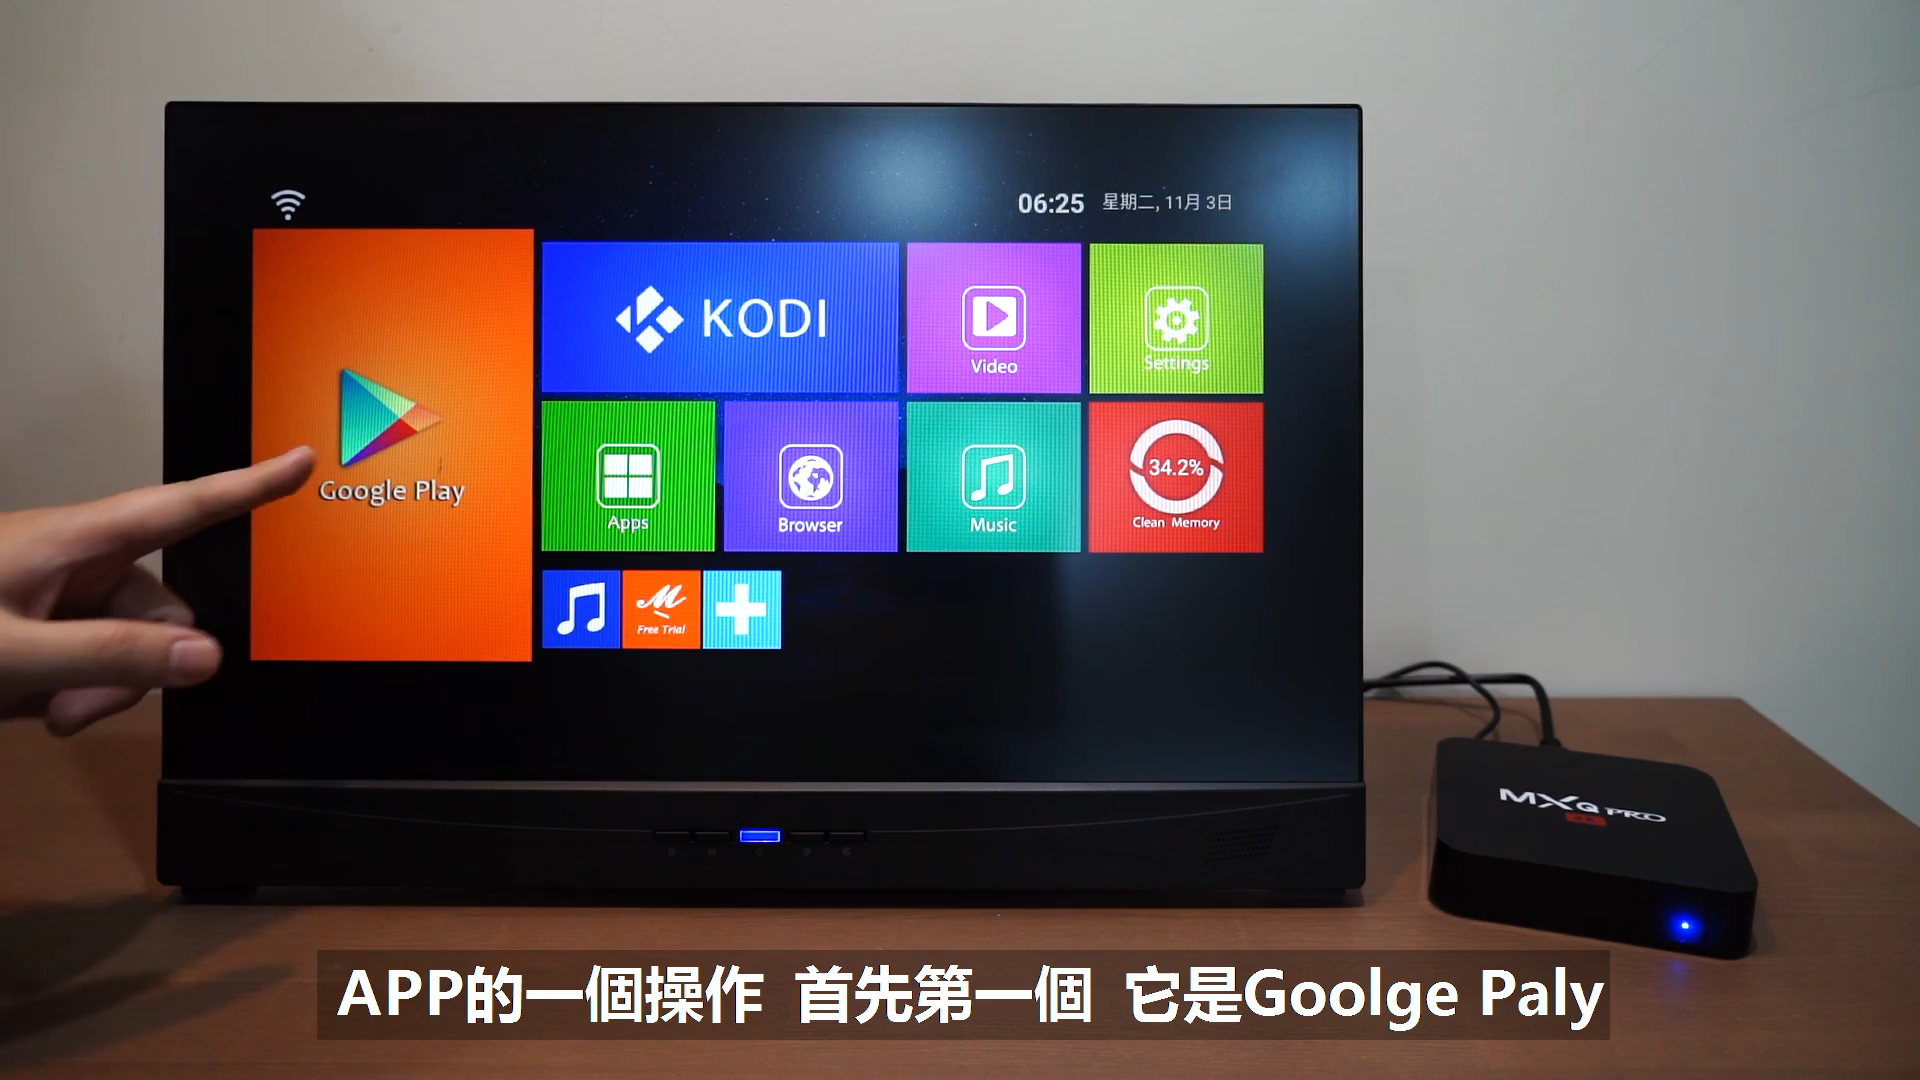 06:25 星期二, 11月 3日
KODI
Video
Settings
Google Play
Apps
Browser
Music
34.2%
Clean Memory
M
Free Trial
MXQ PRO
APP的一個操作 首先第一個 它是Goolge Paly